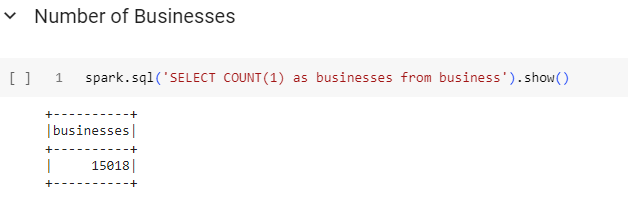 Number of Businesses
[ ] 1 spark.sql('SELECT COUNT(1) as businesses from business').show()
+----------+
|businesses|
+----------+
|     15018|
+----------+